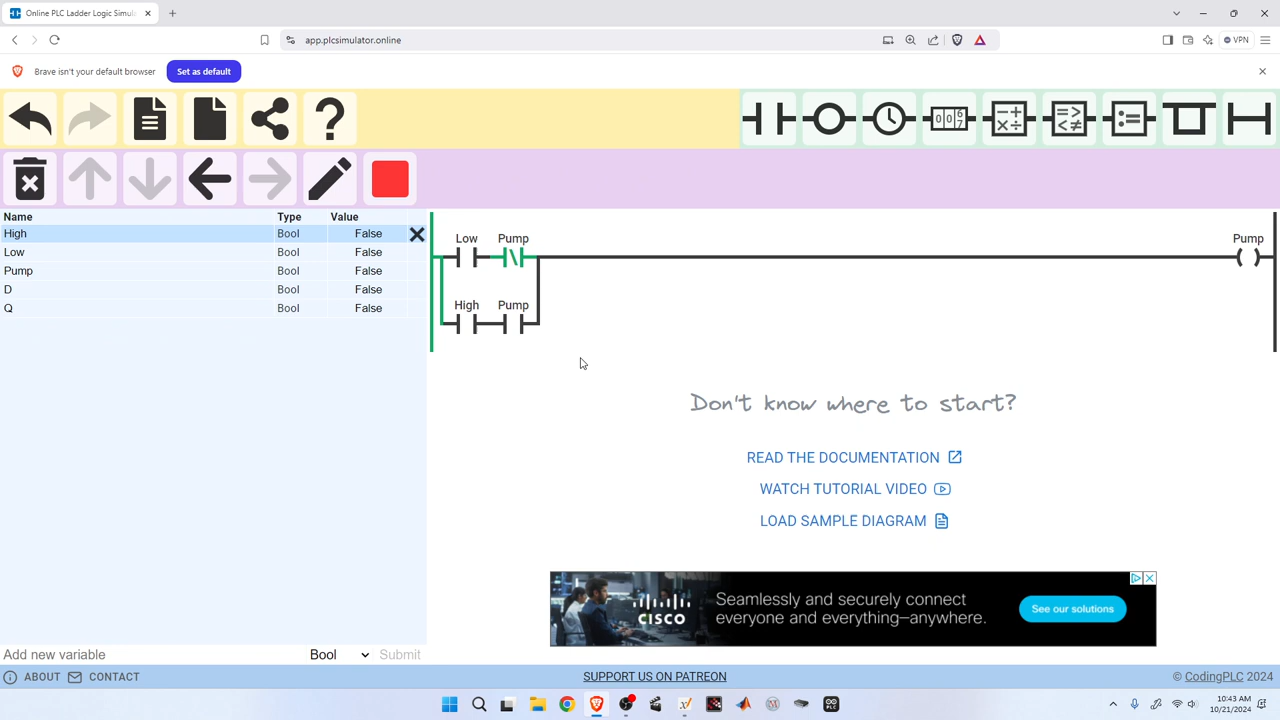 Online PLC Ladder Logic Simul
app.plcsimulator.online
VPN
Brave isn't your default browser
Set as default
Name Type Value
High Bool False
Low Bool False
Pump Bool False
D Bool False
Q Bool False
Low Pump Pump
High Pump
Don't know where to start?
READ THE DOCUMENTATION
WATCH TUTORIAL VIDEO
LOAD SAMPLE DIAGRAM
CISCO
Seamlessly and securely connect
everyone and everything—anywhere.
See our solutions
Add new variable Bool Submit
ABOUT CONTACT SUPPORT US ON PATREON © CodingPLC 2024
10:43 AM
10/21/2024